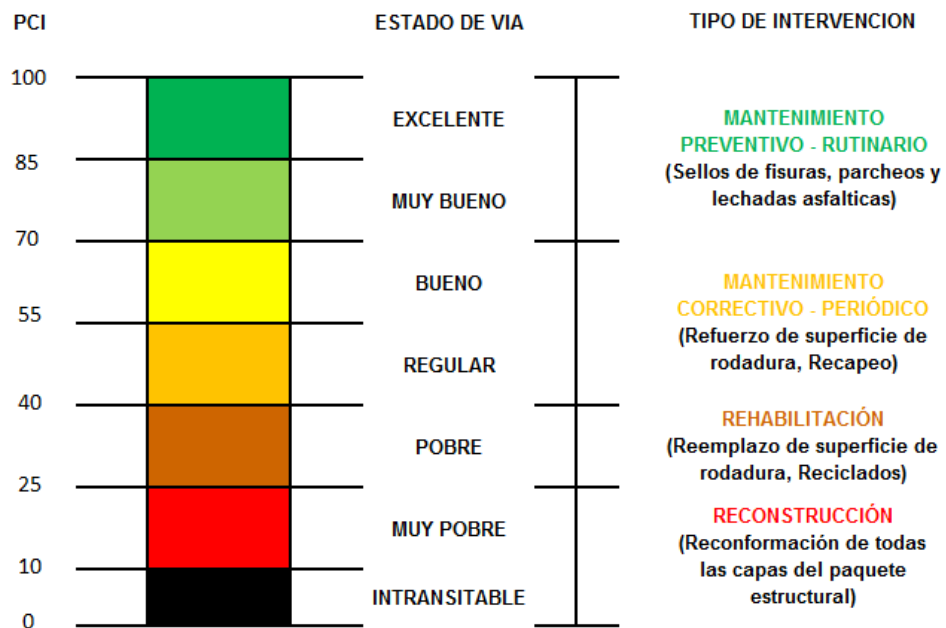 PCI
ESTADO DE VIA
TIPO DE INTERVENCION
100
EXCELENTE
MANTENIMIENTO
PREVENTIVO - RUTINARIO
(Sellos de fisuras, parcheos y
lechadas asfalticas)
85
MUY BUENO
70
BUENO
MANTENIMIENTO
CORRECTIVO - PERIÓDICO
(Refuerzo de superficie de
rodadura, Recapeo)
55
REGULAR
40
POBRE
REHABILITACIÓN
(Reemplazo de superficie de
rodadura, Reciclados)
25
MUY POBRE
RECONSTRUCCIÓN
(Reconformación de todas
las capas del paquete
estructural)
10
INTRANSITABLE
0